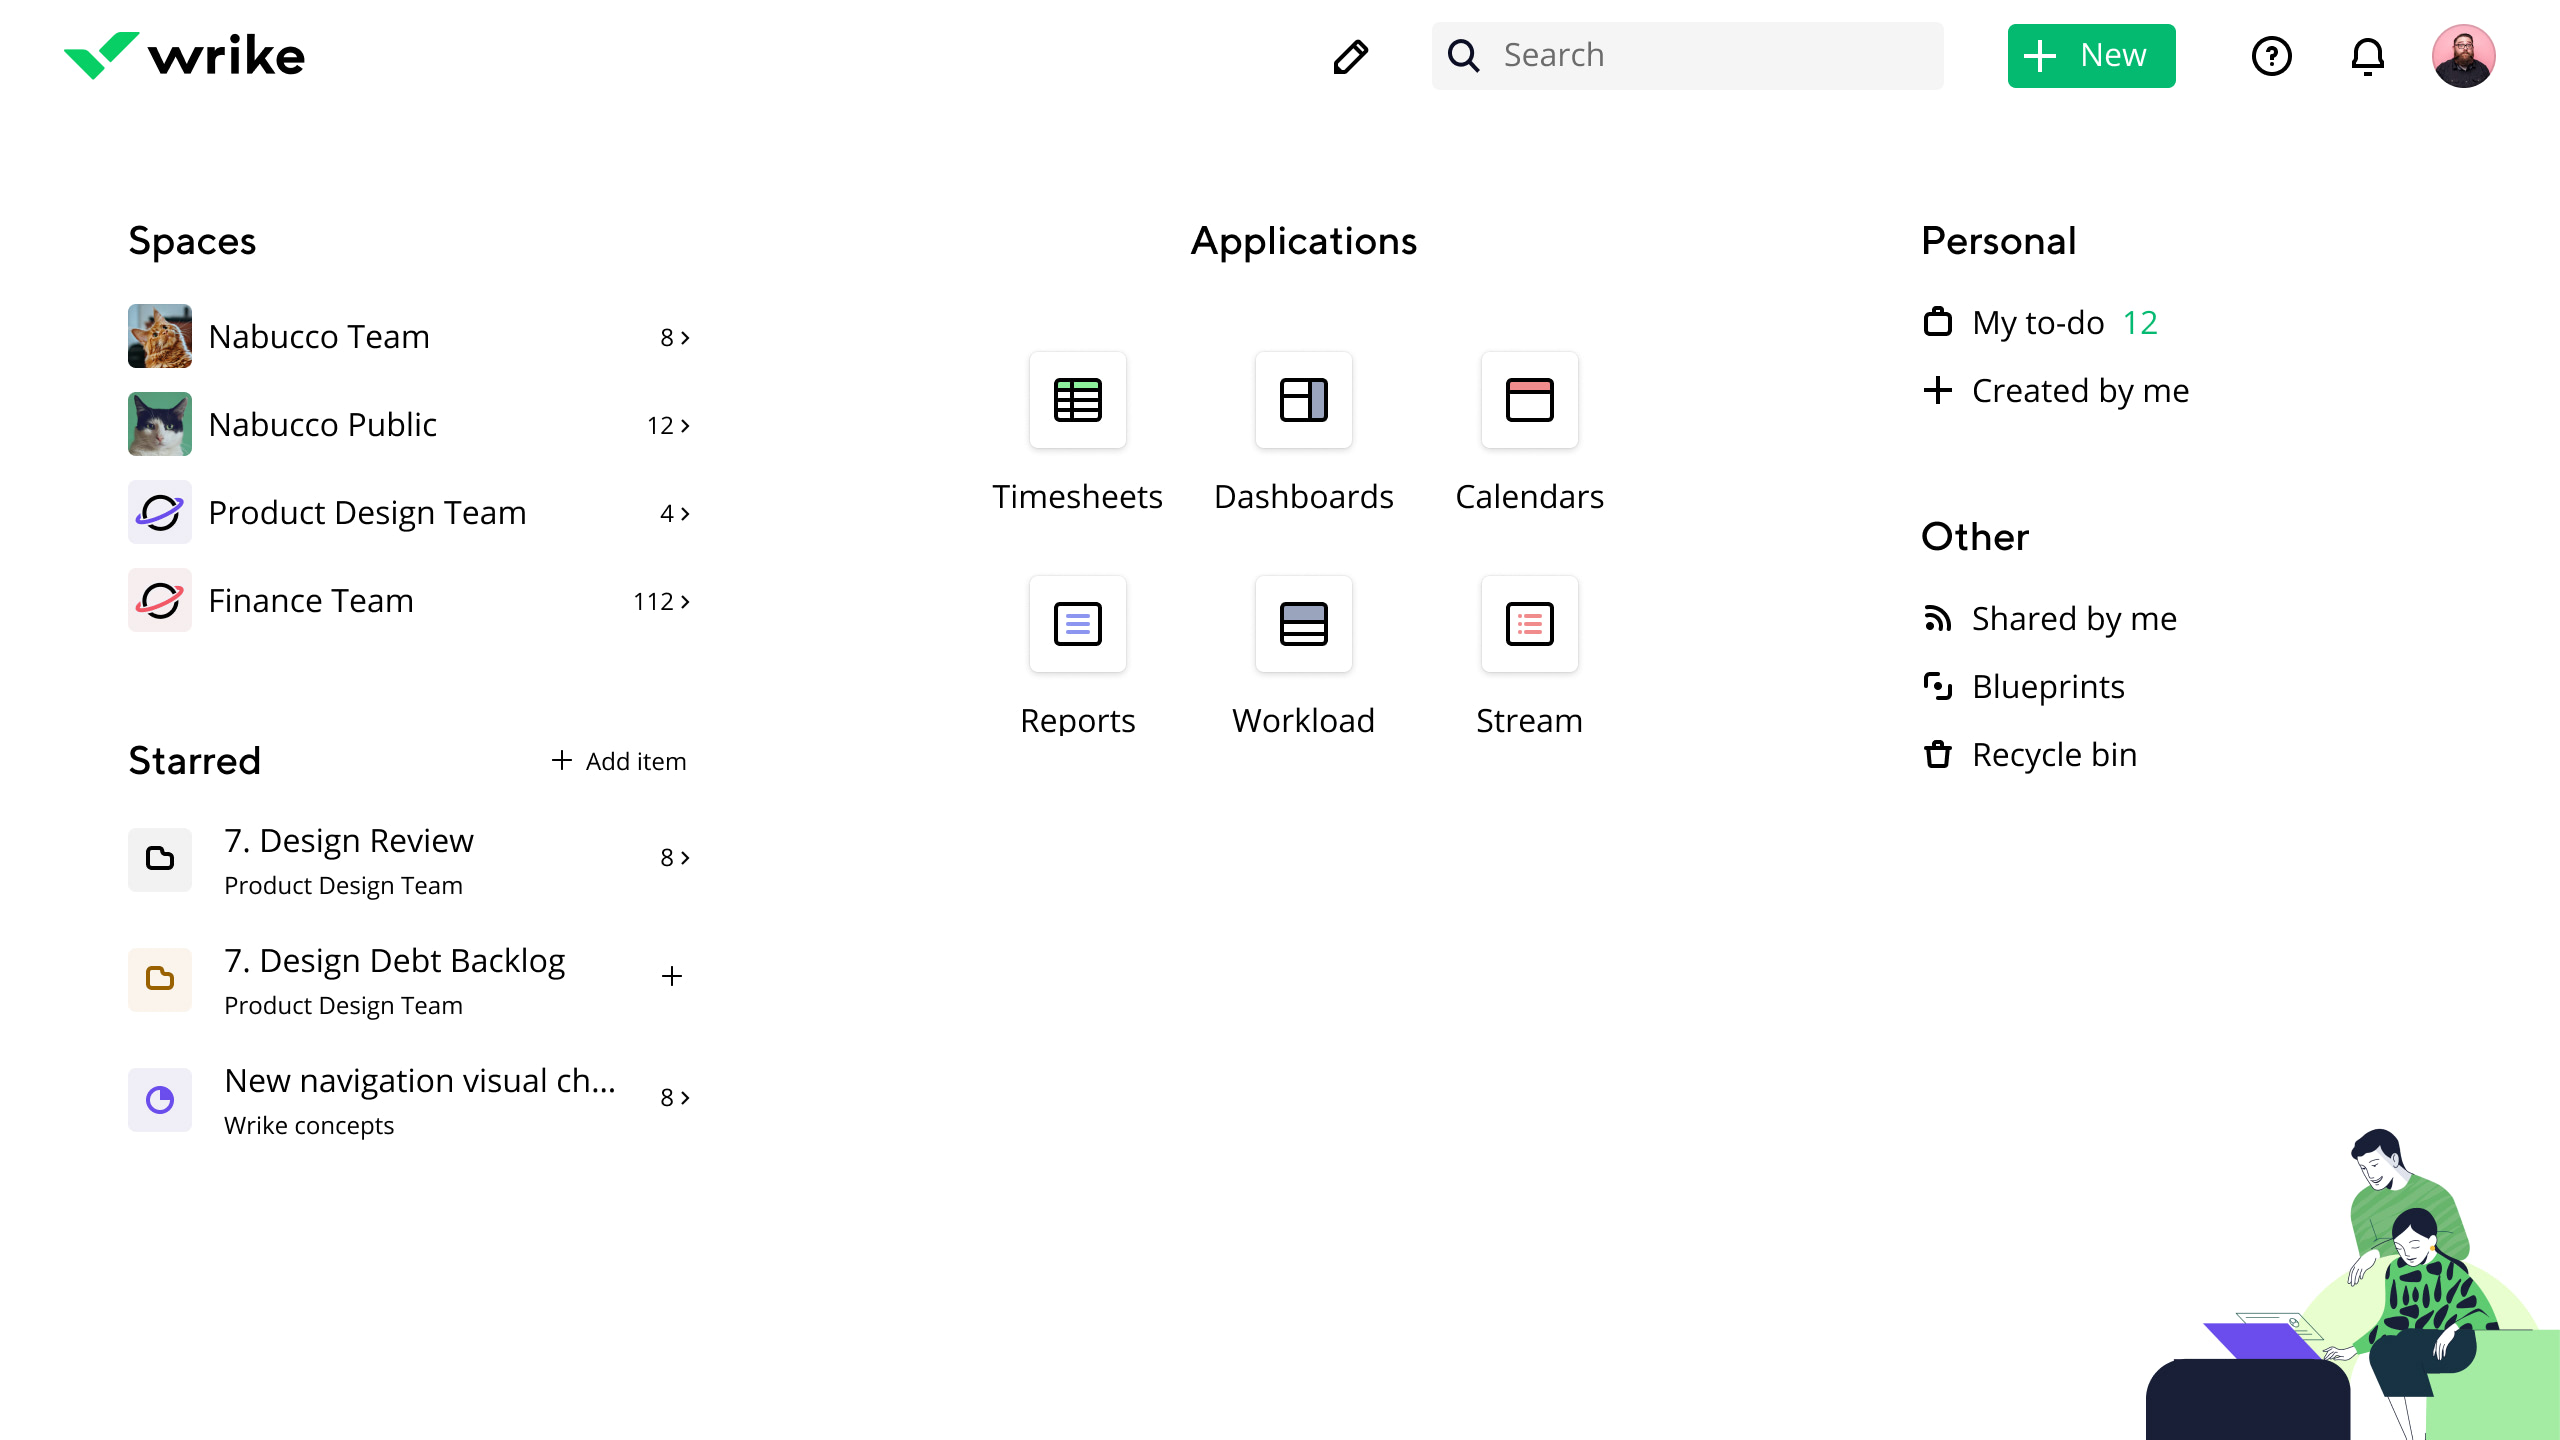 wrike
Search
New
Spaces
Nabucco Team
8
Nabucco Public
12
Product Design Team
4
Finance Team
112
Starred
Add item
7. Design Review
Product Design Team
8
7. Design Debt Backlog
Product Design Team
New navigation visual ch...
Wrike concepts
8
Applications
Timesheets
Dashboards
Calendars
Reports
Workload
Stream
Personal
My to-do 12
Created by me
Other
Shared by me
Blueprints
Recycle bin